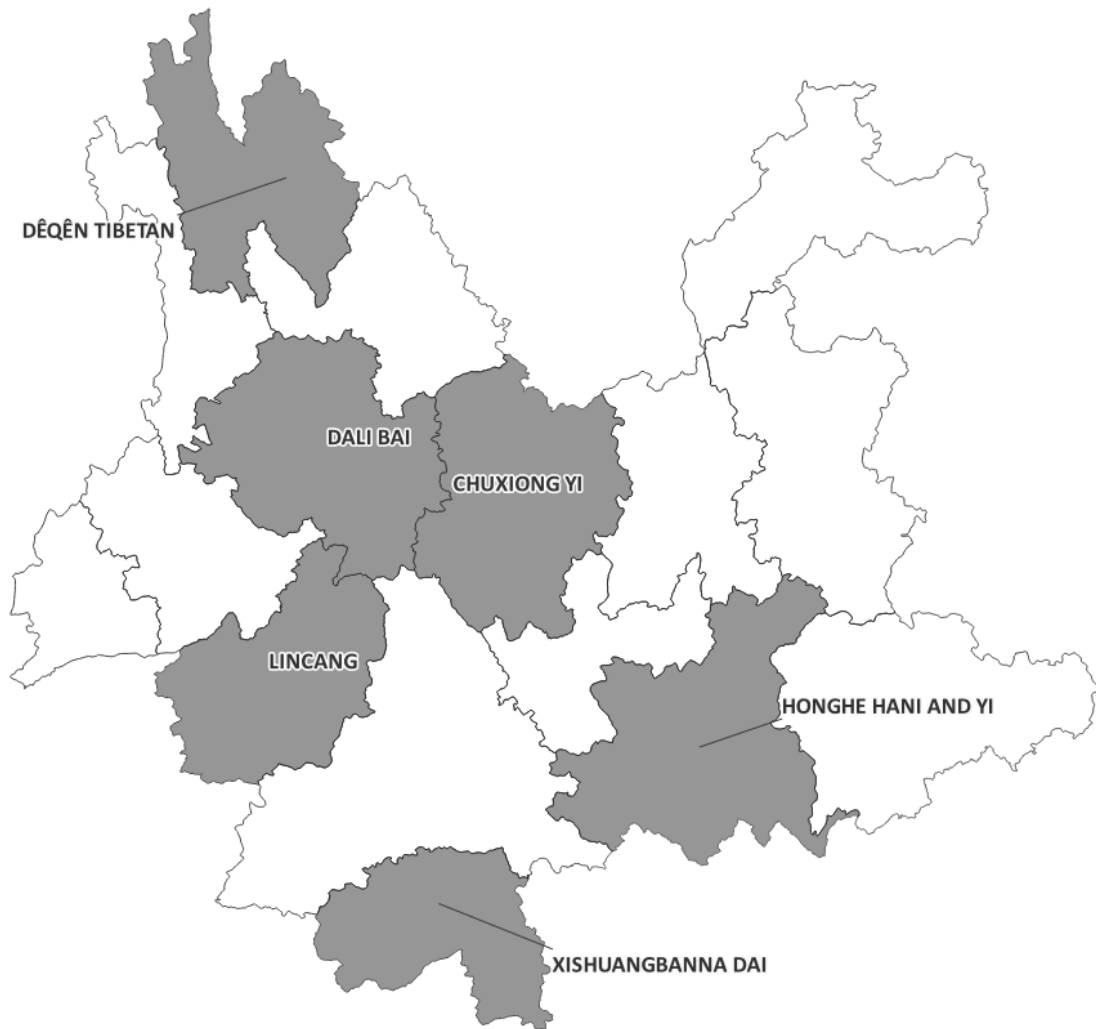 DÊQÊN TIBETAN
DALI BAI
CHUXIONG YI
LINCANG
HONGHE HANI AND YI
XISHUANGBANNA DAI